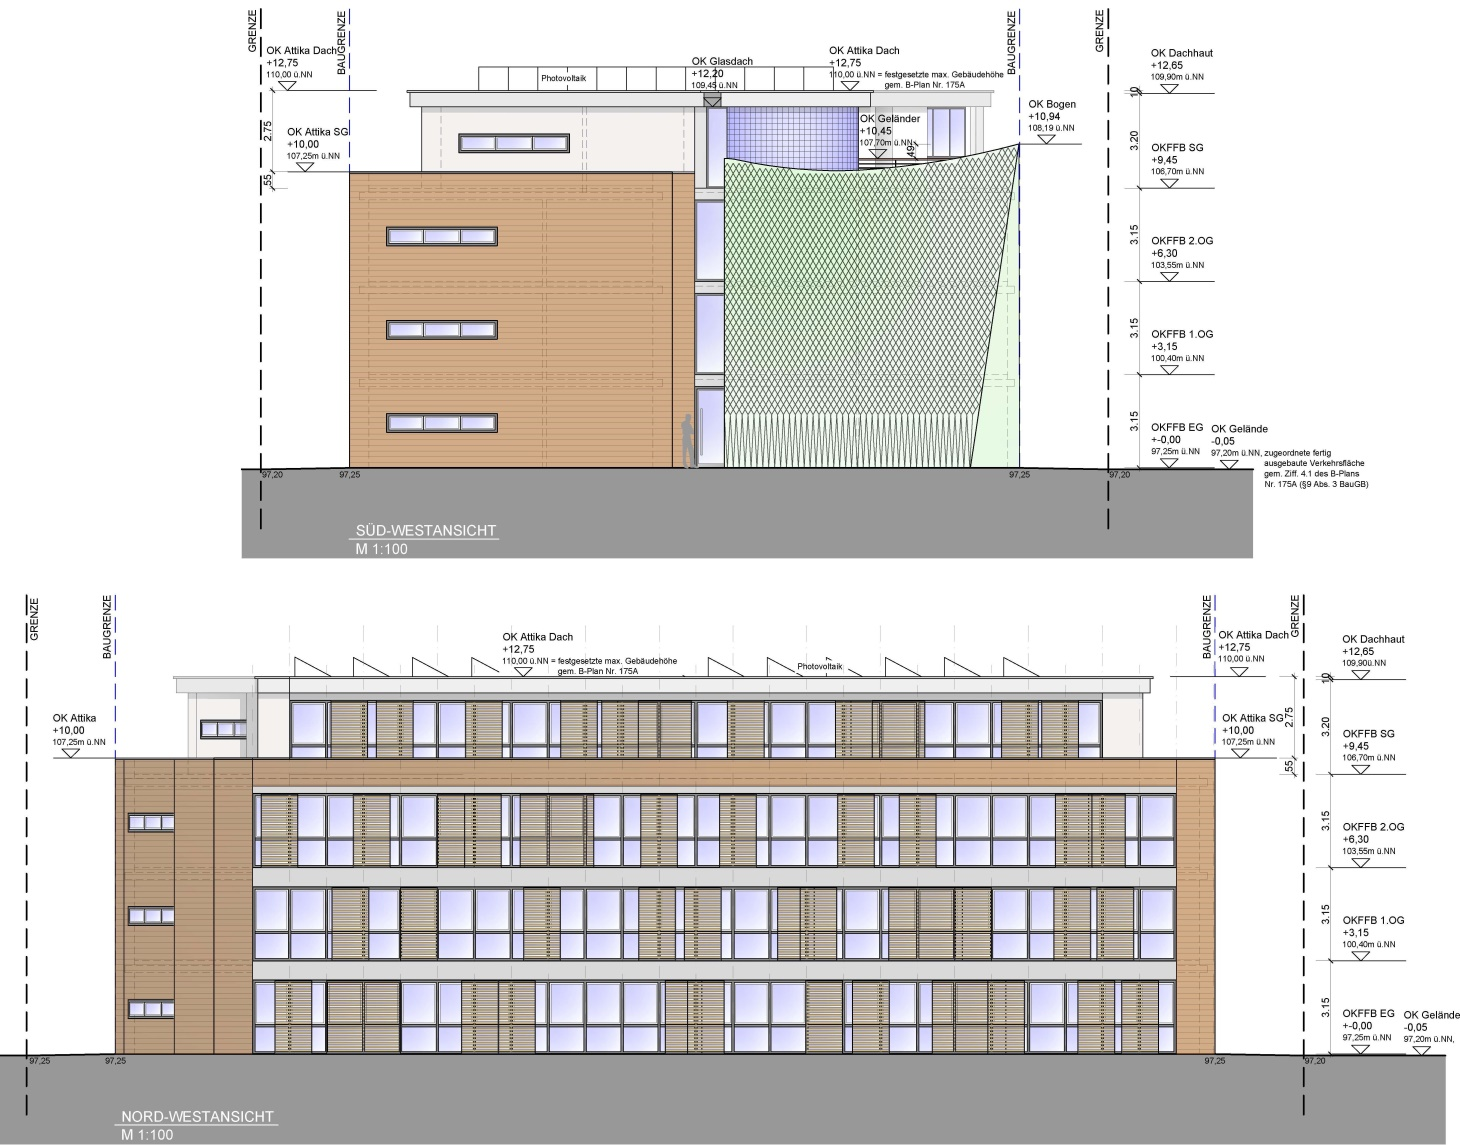 GRENZE
BAUGRENZE
OK Attika Dach
+12,75
110,00 ü.NN
2.75
OK Attika SG
+10,00
107,25m ü.NN
.55
Photovoltaik
OK Glasdach
+12,20
109,45 ü.NN
OK Attika Dach
+12,75
110,00 ü.NN = festgesetzte max. Gebäudehöhe
gem. B-Plan Nr. 175A
OK Geländer
+10,45
107,70m ü.NN
.49
BAUGRENZE
OK Bogen
+10,94
108,19 ü.NN
GRENZE
OK Dachhaut
+12,65
109,90m ü.NN
10
3.20
OKFFB SG
+9,45
106,70m ü.NN
3.15
OKFFB 2.OG
+6,30
103,55m ü.NN
3.15
OKFFB 1.OG
+3,15
100,40m ü.NN
3.15
OKFFB EG
+-0,00
97,25m ü.NN
OK Gelände
-0,05
97,20m ü.NN, zugeordnete fertig
ausgebaute Verkehrsfläche
gem. Ziff. 4.1 des B-Plans
Nr. 175A (§9 Abs. 3 BauGB)
97,20
97,25
97,25
97,20
SÜD-WESTANSICHT
M 1:100
GRENZE
BAUGRENZE
OK Attika
+10,00
107,25m ü.NN
OK Attika Dach
+12,75
110,00 ü.NN = festgesetzte max. Gebäudehöhe
gem. B-Plan Nr. 175A
Photovoltaik
BAUGRENZE
OK Attika Dach
+12,75
110,00 ü.NN
GRENZE
OK Attika SG
+10,00
107,25m ü.NN
2.75
.55
OK Dachhaut
+12,65
109,90ü.NN
10
3.20
OKFFB SG
+9,45
106,70m ü.NN
3.15
OKFFB 2.OG
+6,30
103,55m ü.NN
3.15
OKFFB 1.OG
+3,15
100,40m ü.NN
3.15
OKFFB EG
+-0,00
97,25m ü.NN
OK Gelände
-0,05
97,20m ü.NN,
97,25
97,25
97,25
97,20
NORD-WESTANSICHT
M 1:100